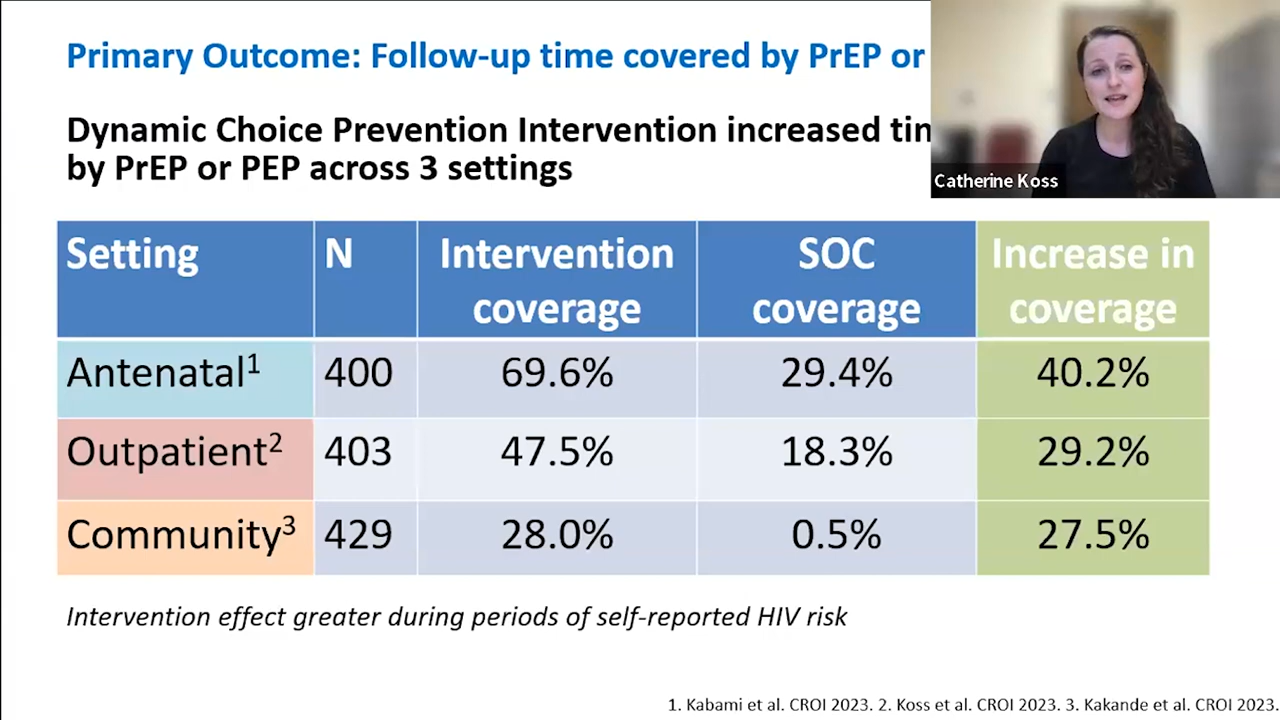 Primary Outcome: Follow-up time covered by PrEP or
Dynamic Choice Prevention Intervention increased
by PrEP or PEP across 3 settings
Catherine Koss
Setting N Intervention coverage SOC coverage Increase in coverage
Antenatal1 400 69.6% 29.4% 40.2%
Outpatient2 403 47.5% 18.3% 29.2%
Community3 429 28.0% 0.5% 27.5%
Intervention effect greater during periods of self-reported HIV risk
1. Kabami et al. CROI 2023. 2. Koss et al. CROI 2023. 3. Kakande et al. CROI 2023.